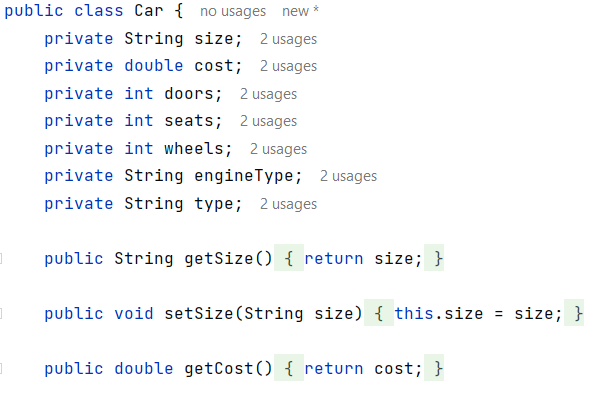 public class Car {   no usages   new *
    private String size;   2 usages
    private double cost;   2 usages
    private int doors;   2 usages
    private int seats;   2 usages
    private int wheels;   2 usages
    private String engineType;   2 usages
    private String type;   2 usages
    public String getSize() { return size; }
    public void setSize(String size) { this.size = size; }
    public double getCost() { return cost; }